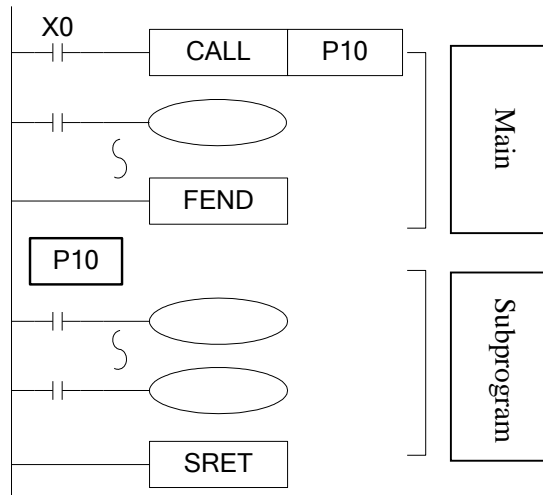 X0
CALL P10
Main
FEND
P10
Subprogram
SRET